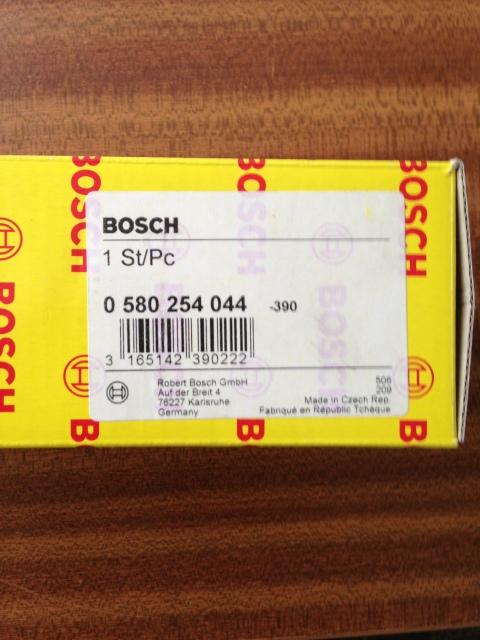 BOSCH
1 St/Pc
0 580 254 044 -390
3 165142 390222
Robert Bosch GmbH
Auf der Breit 4
76227 Karlsruhe
Germany
506
209
Made in Czech Rep.
Fabriqué en République Tchèque
BOSCH
BOSCH
BOSCH
BOSCH
BOSCH